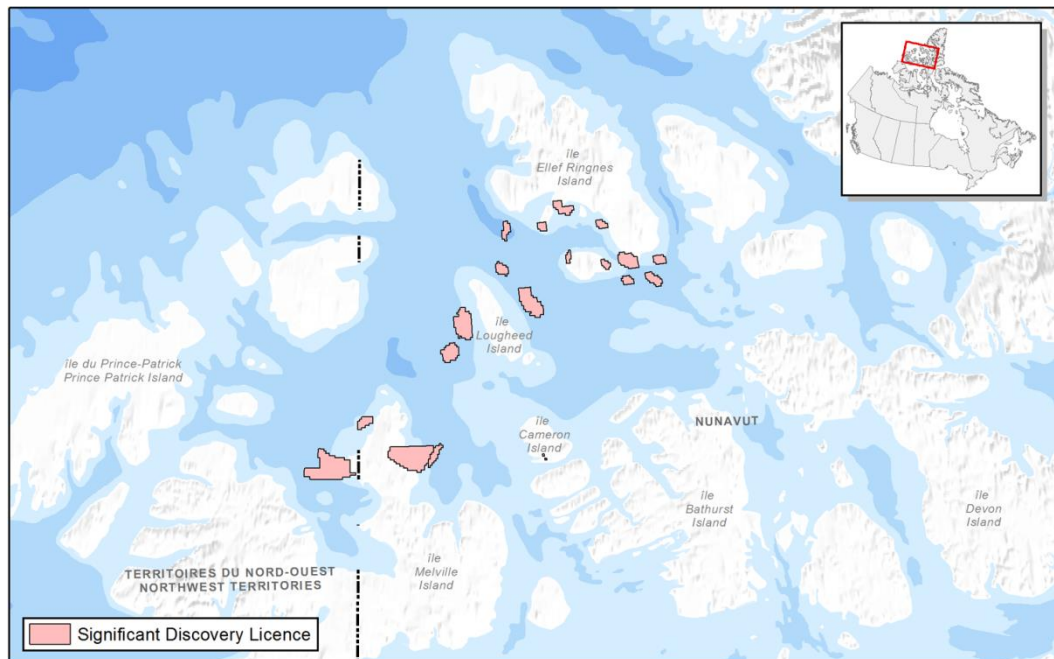 île
Ellef Ringnes
Island
île
Lougheed
Island
île du Prince-Patrick
Prince Patrick Island
île
Cameron
Island
NUNAVUT
île
Bathurst
Island
île
Devon
Island
TERRITOIRES DU NORD-OUEST
NORTHWEST TERRITORIES
île
Melville
Island
Significant Discovery Licence